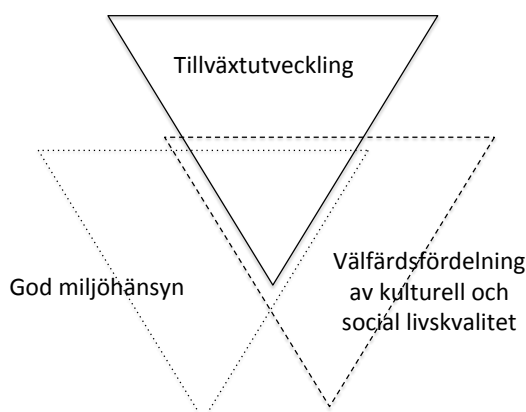 Tillväxtutveckling
God miljöhänsyn
Välfärdsfördelning
av kulturell och
social livskvalitet